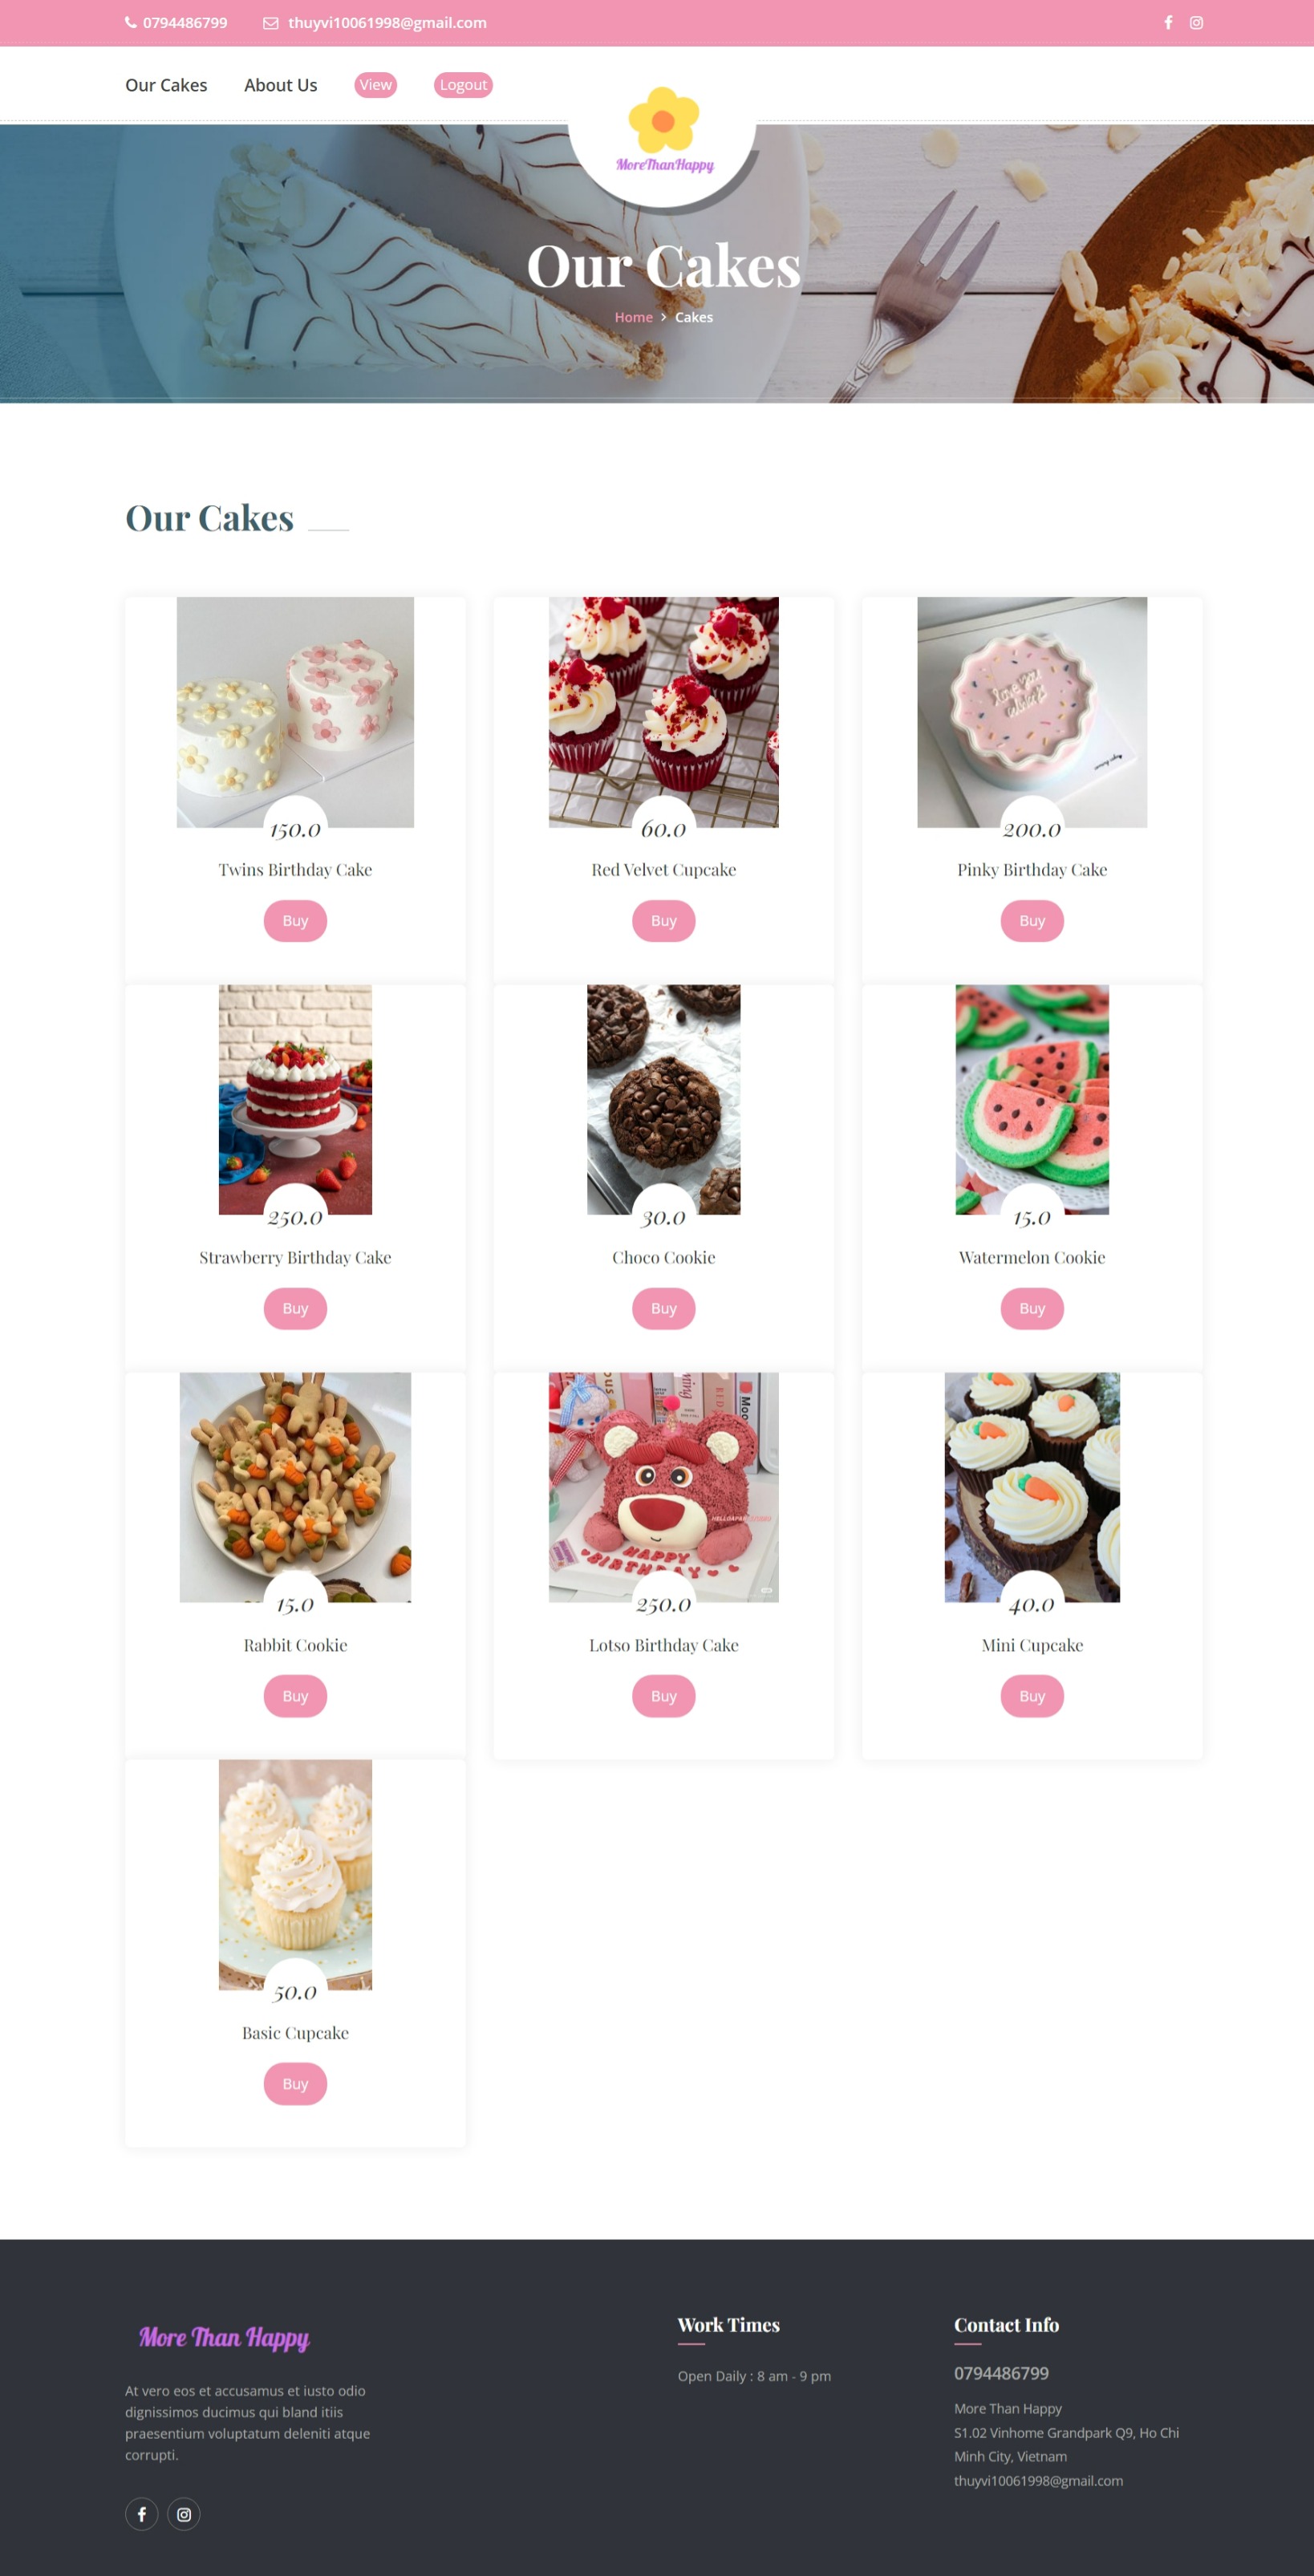 0794486799
thuyvi10061998@gmail.com
Our Cakes
About Us
View
Logout
MoreThanHappy
Our Cakes
Home > Cakes
Our Cakes
150.0
Twins Birthday Cake
Buy
60.0
Red Velvet Cupcake
Buy
200.0
Pinky Birthday Cake
Buy
250.0
Strawberry Birthday Cake
Buy
30.0
Choco Cookie
Buy
15.0
Watermelon Cookie
Buy
15.0
Rabbit Cookie
Buy
HAPPY
250.0
Lotso Birthday Cake
Buy
40.0
Mini Cupcake
Buy
50.0
Basic Cupcake
Buy
More Than Happy
At vero eos et accusamus et iusto odio
dignissimos ducimus qui bland itiis
praesentium voluptatum deleniti atque
corrupti.
Work Times
Open Daily : 8 am - 9 pm
Contact Info
0794486799
More Than Happy
S1.02 Vinhome Grandpark Q9, Ho Chi
Minh City, Vietnam
thuyvi10061998@gmail.com